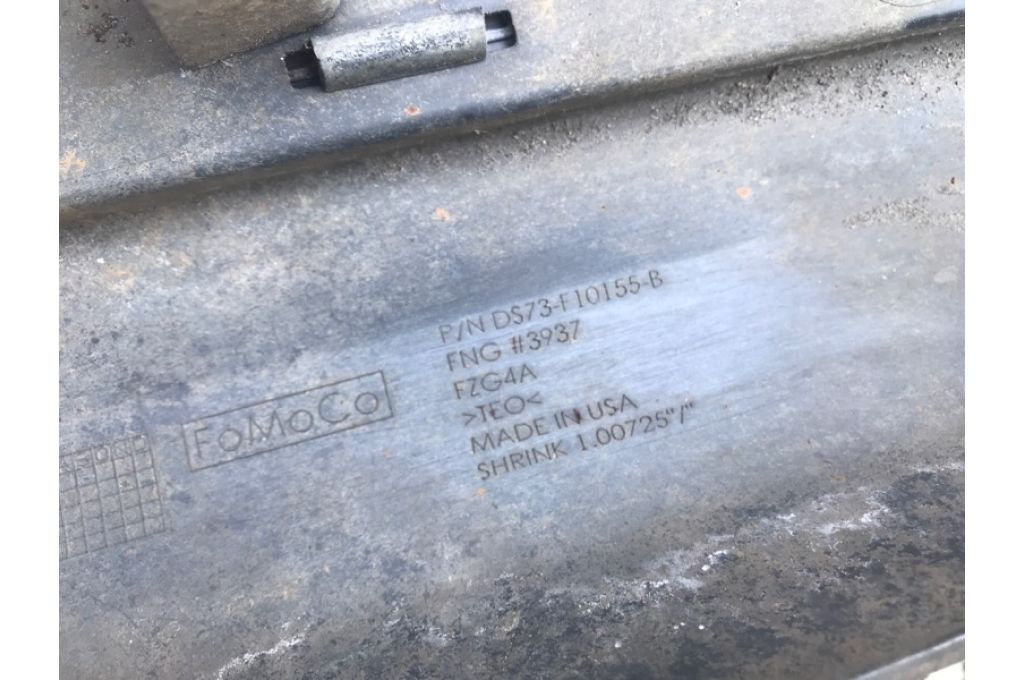 P/N DS73-F10155-B
FNG #3937
FZG4A
>TEO<
MADE IN USA
SHRINK 1.00725"/"
FoMoCo